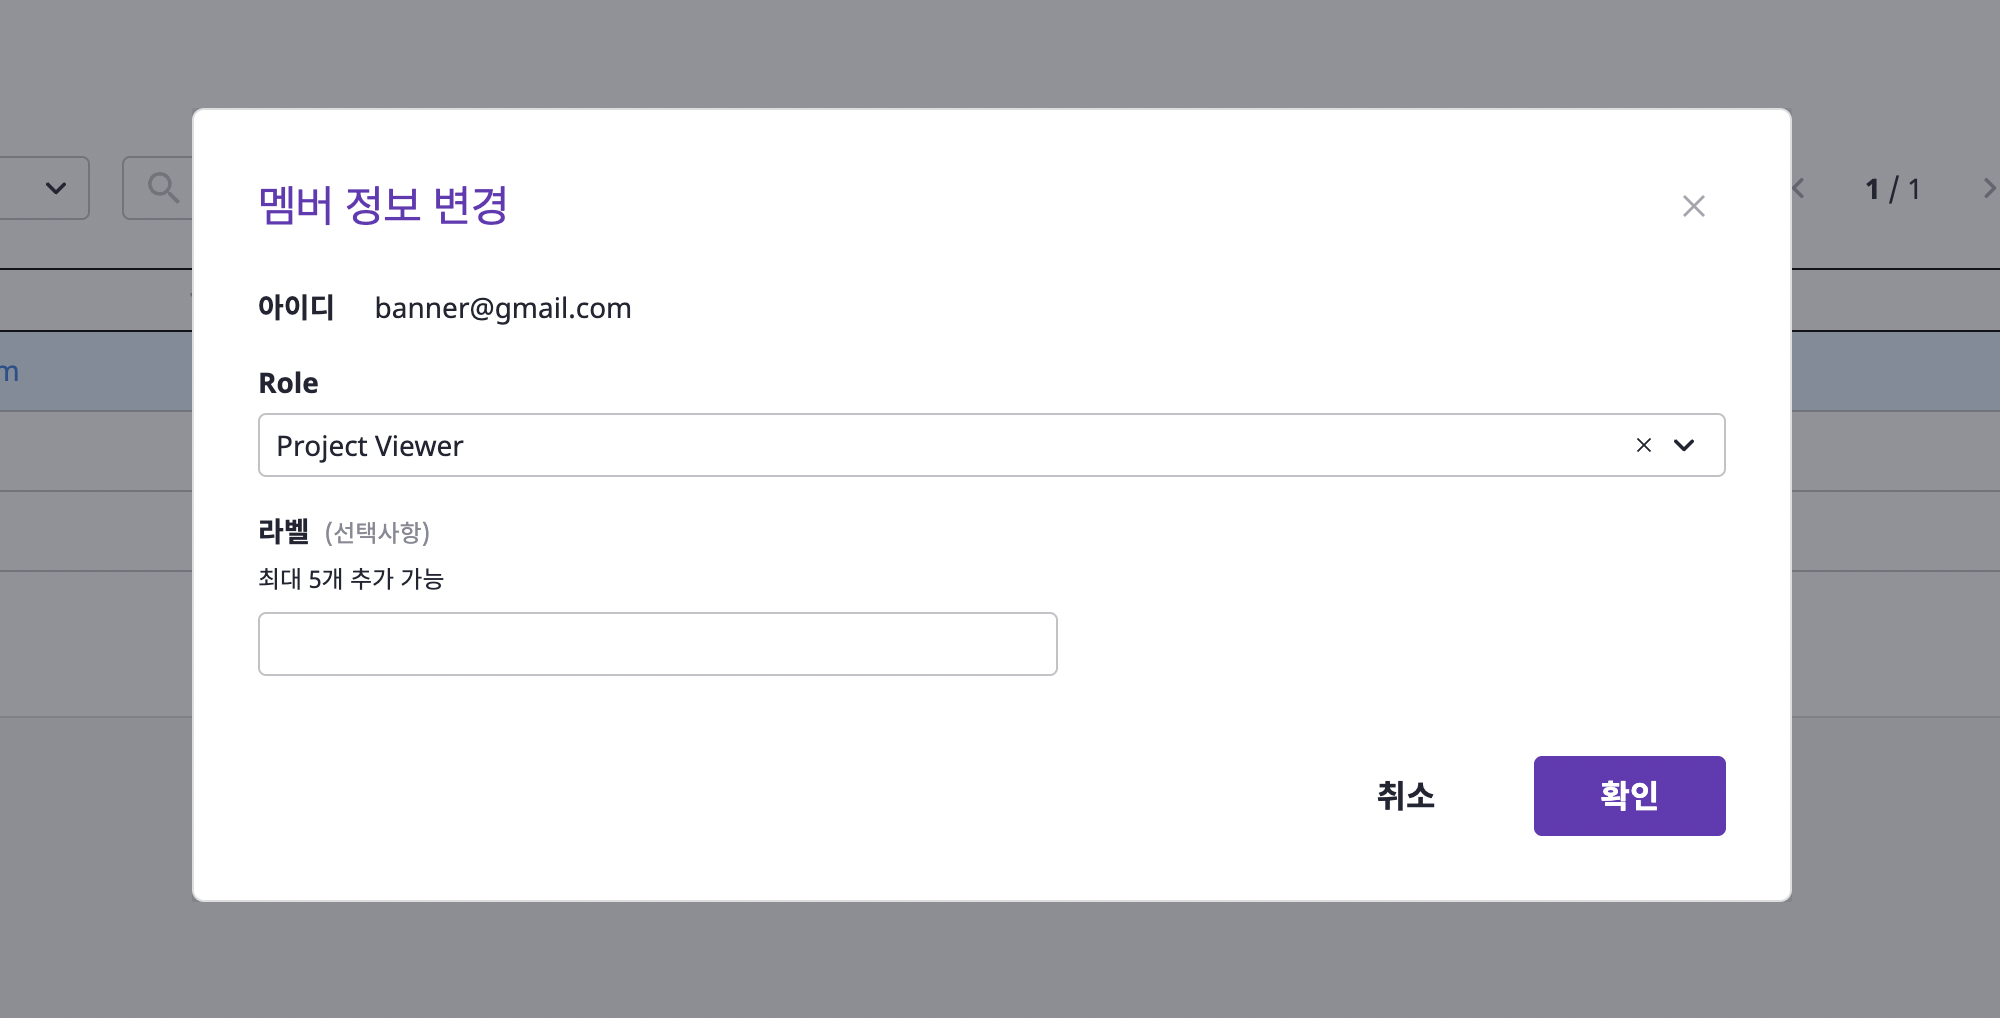 멤버 정보 변경
1 / 1
아이디 banner@gmail.com
m
Role
Project Viewer
라벨 (선택사항)
최대 5개 추가 가능
취소 확인